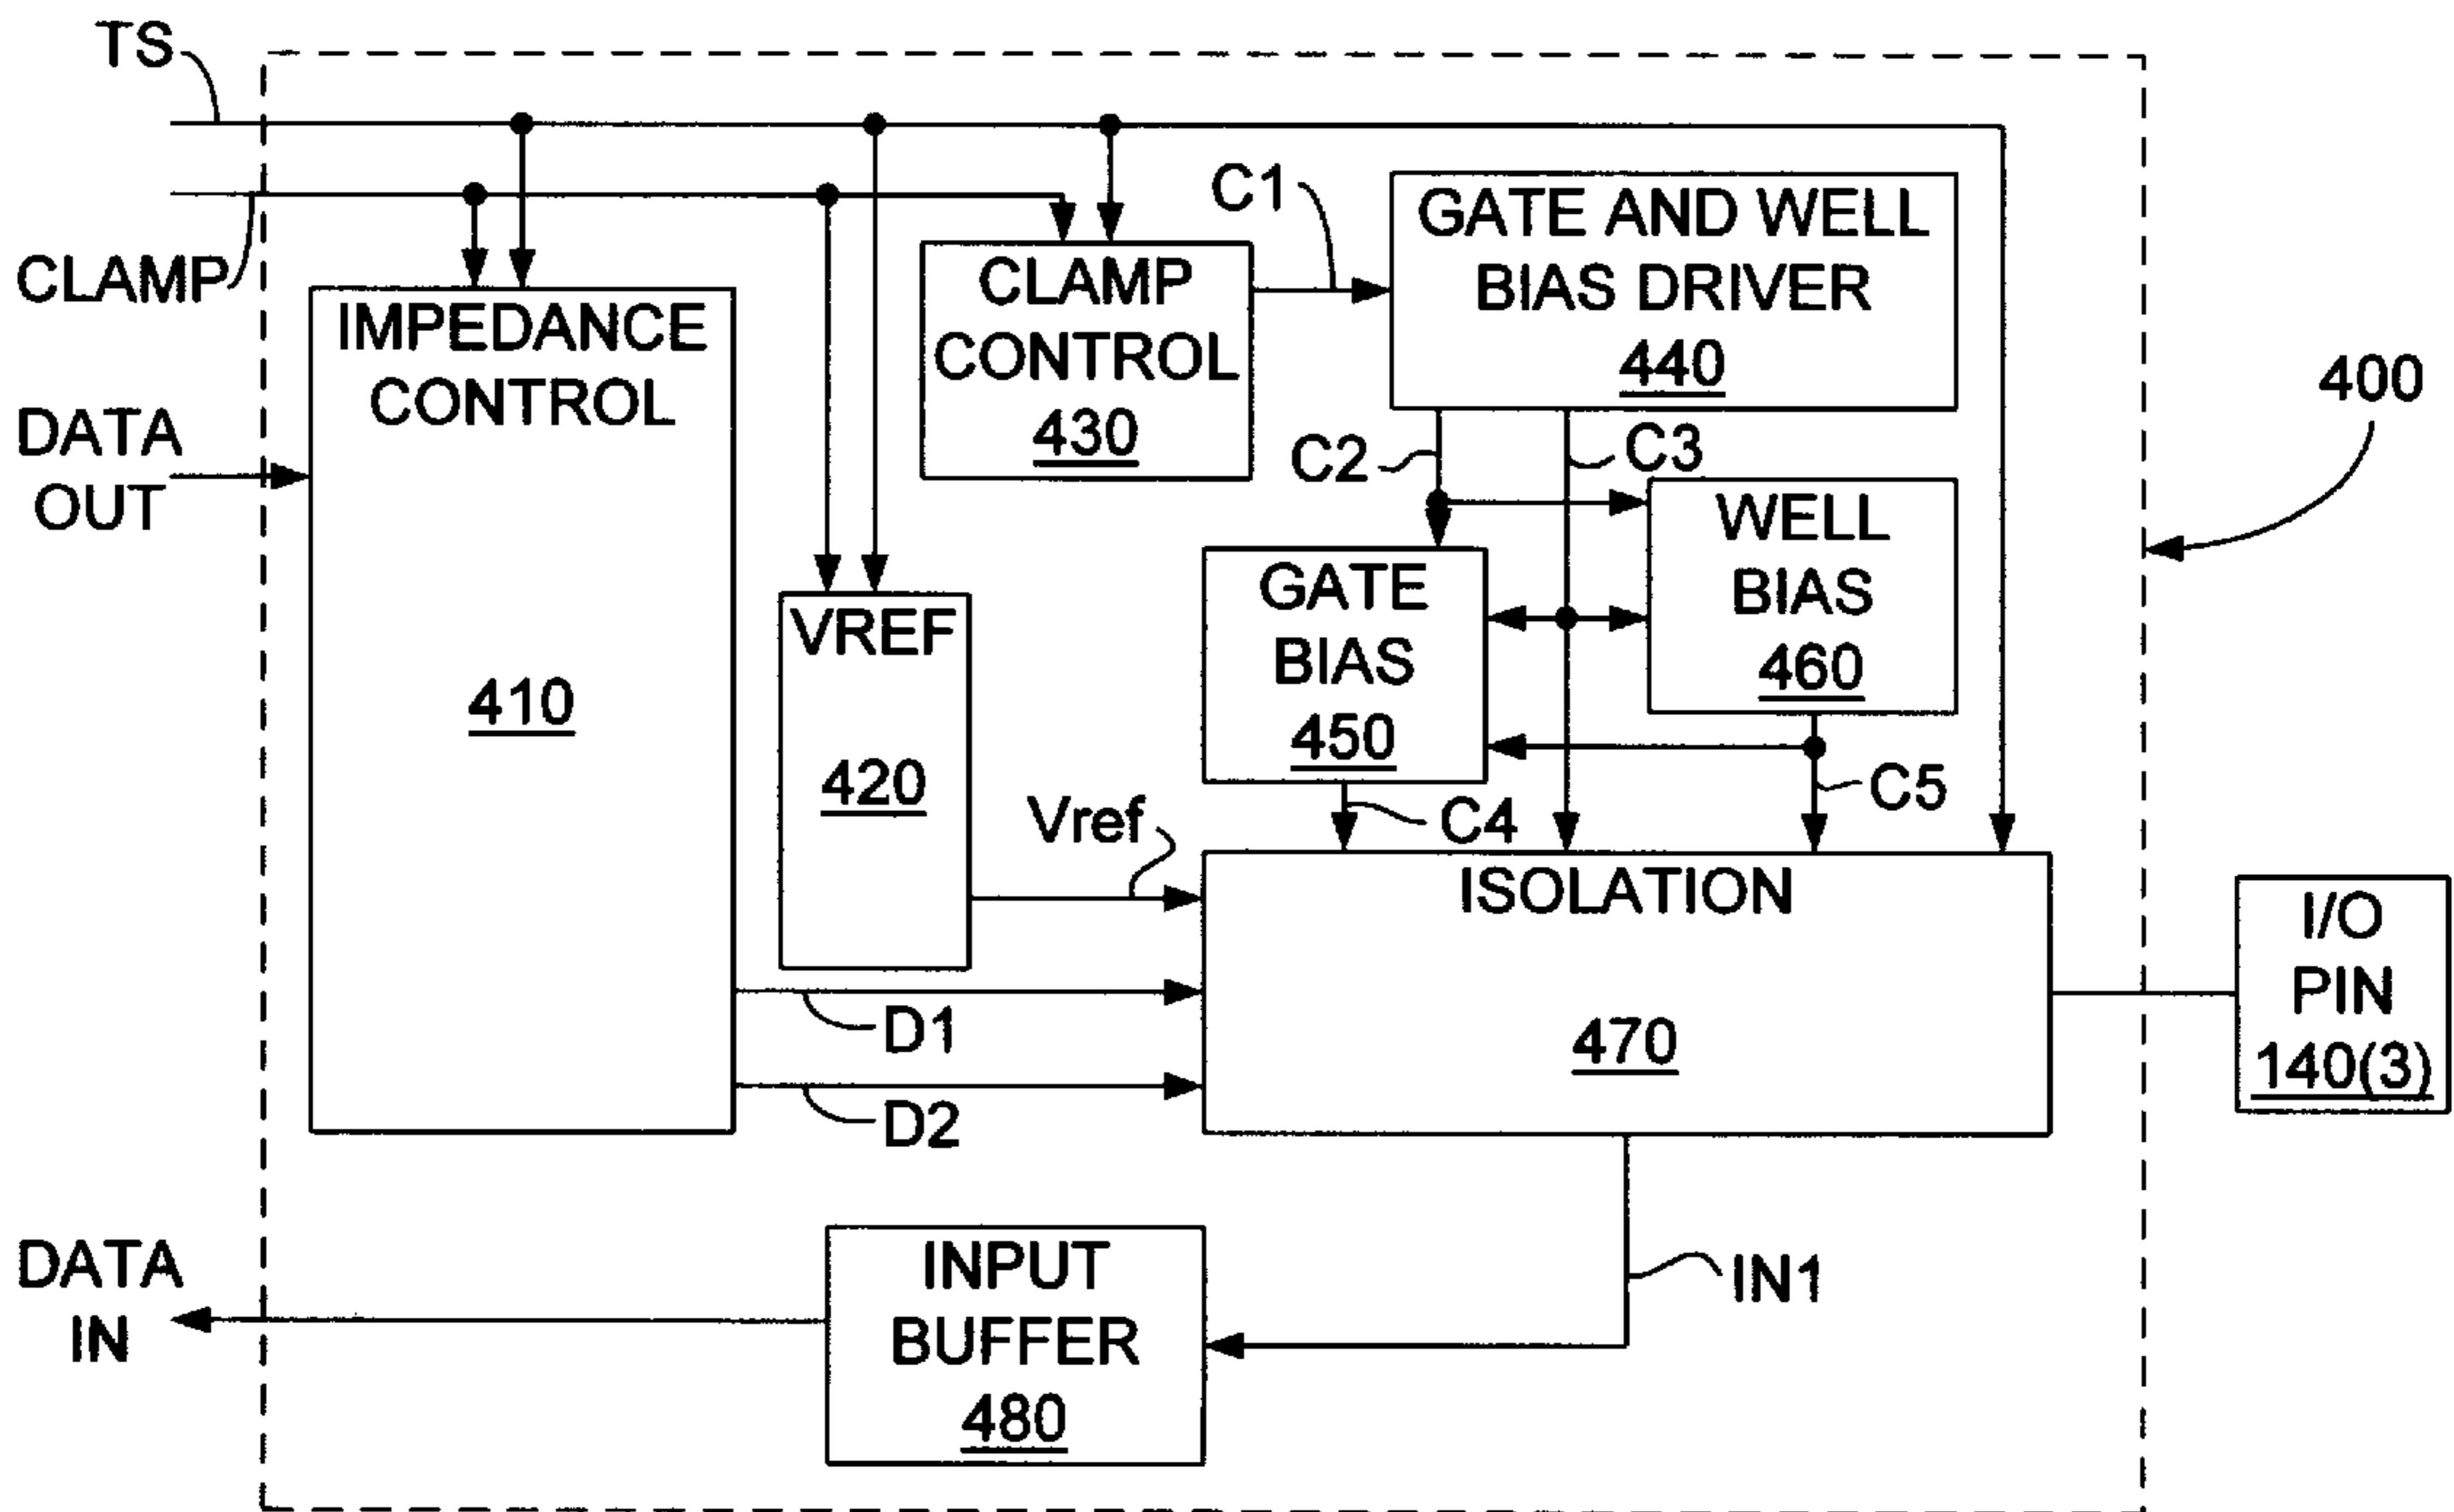 TS
CLAMP
DATA
OUT
IMPEDANCE
CONTROL
410
VREF
420
CLAMP
CONTROL
430
C1
GATE AND WELL
BIAS DRIVER
440
400
C2
C3
GATE
BIAS
450
WELL
BIAS
460
C4
C5
Vref
D1
D2
ISOLATION
470
I/O
PIN
140(3)
IN1
INPUT
BUFFER
480
DATA
IN